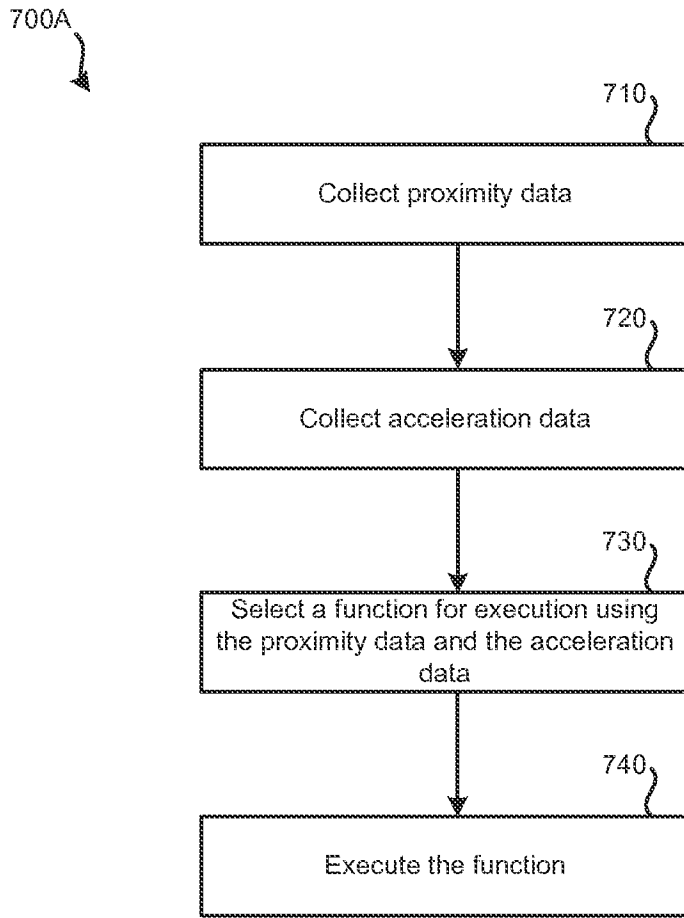 700A
710
Collect proximity data
720
Collect acceleration data
730
Select a function for execution using
the proximity data and the acceleration
data
740
Execute the function